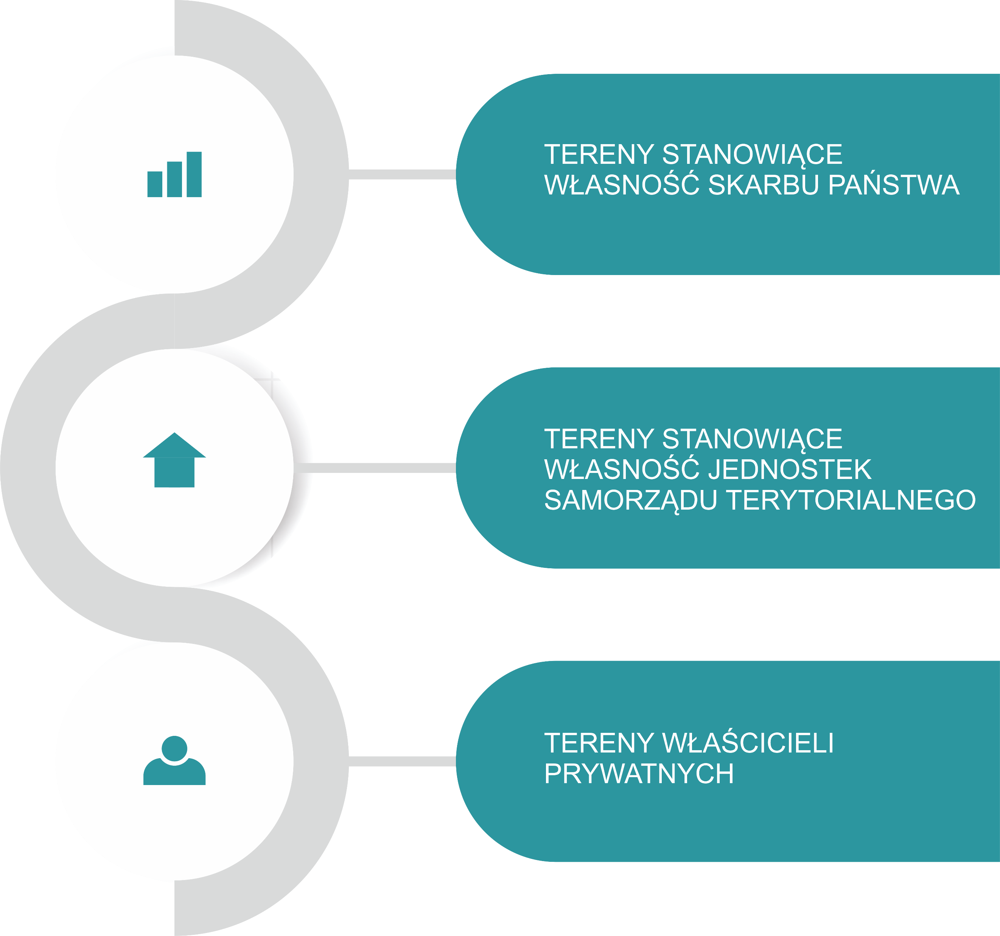 TERENY STANOWIĄCE
WŁASNOŚĆ SKARBU PAŃSTWA
TERENY STANOWIĄCE
WŁASNOŚĆ JEDNOSTEK
SAMORZĄDU TERYTORIALNEGO
TERENY WŁAŚCICIELI
PRYWATNYCH